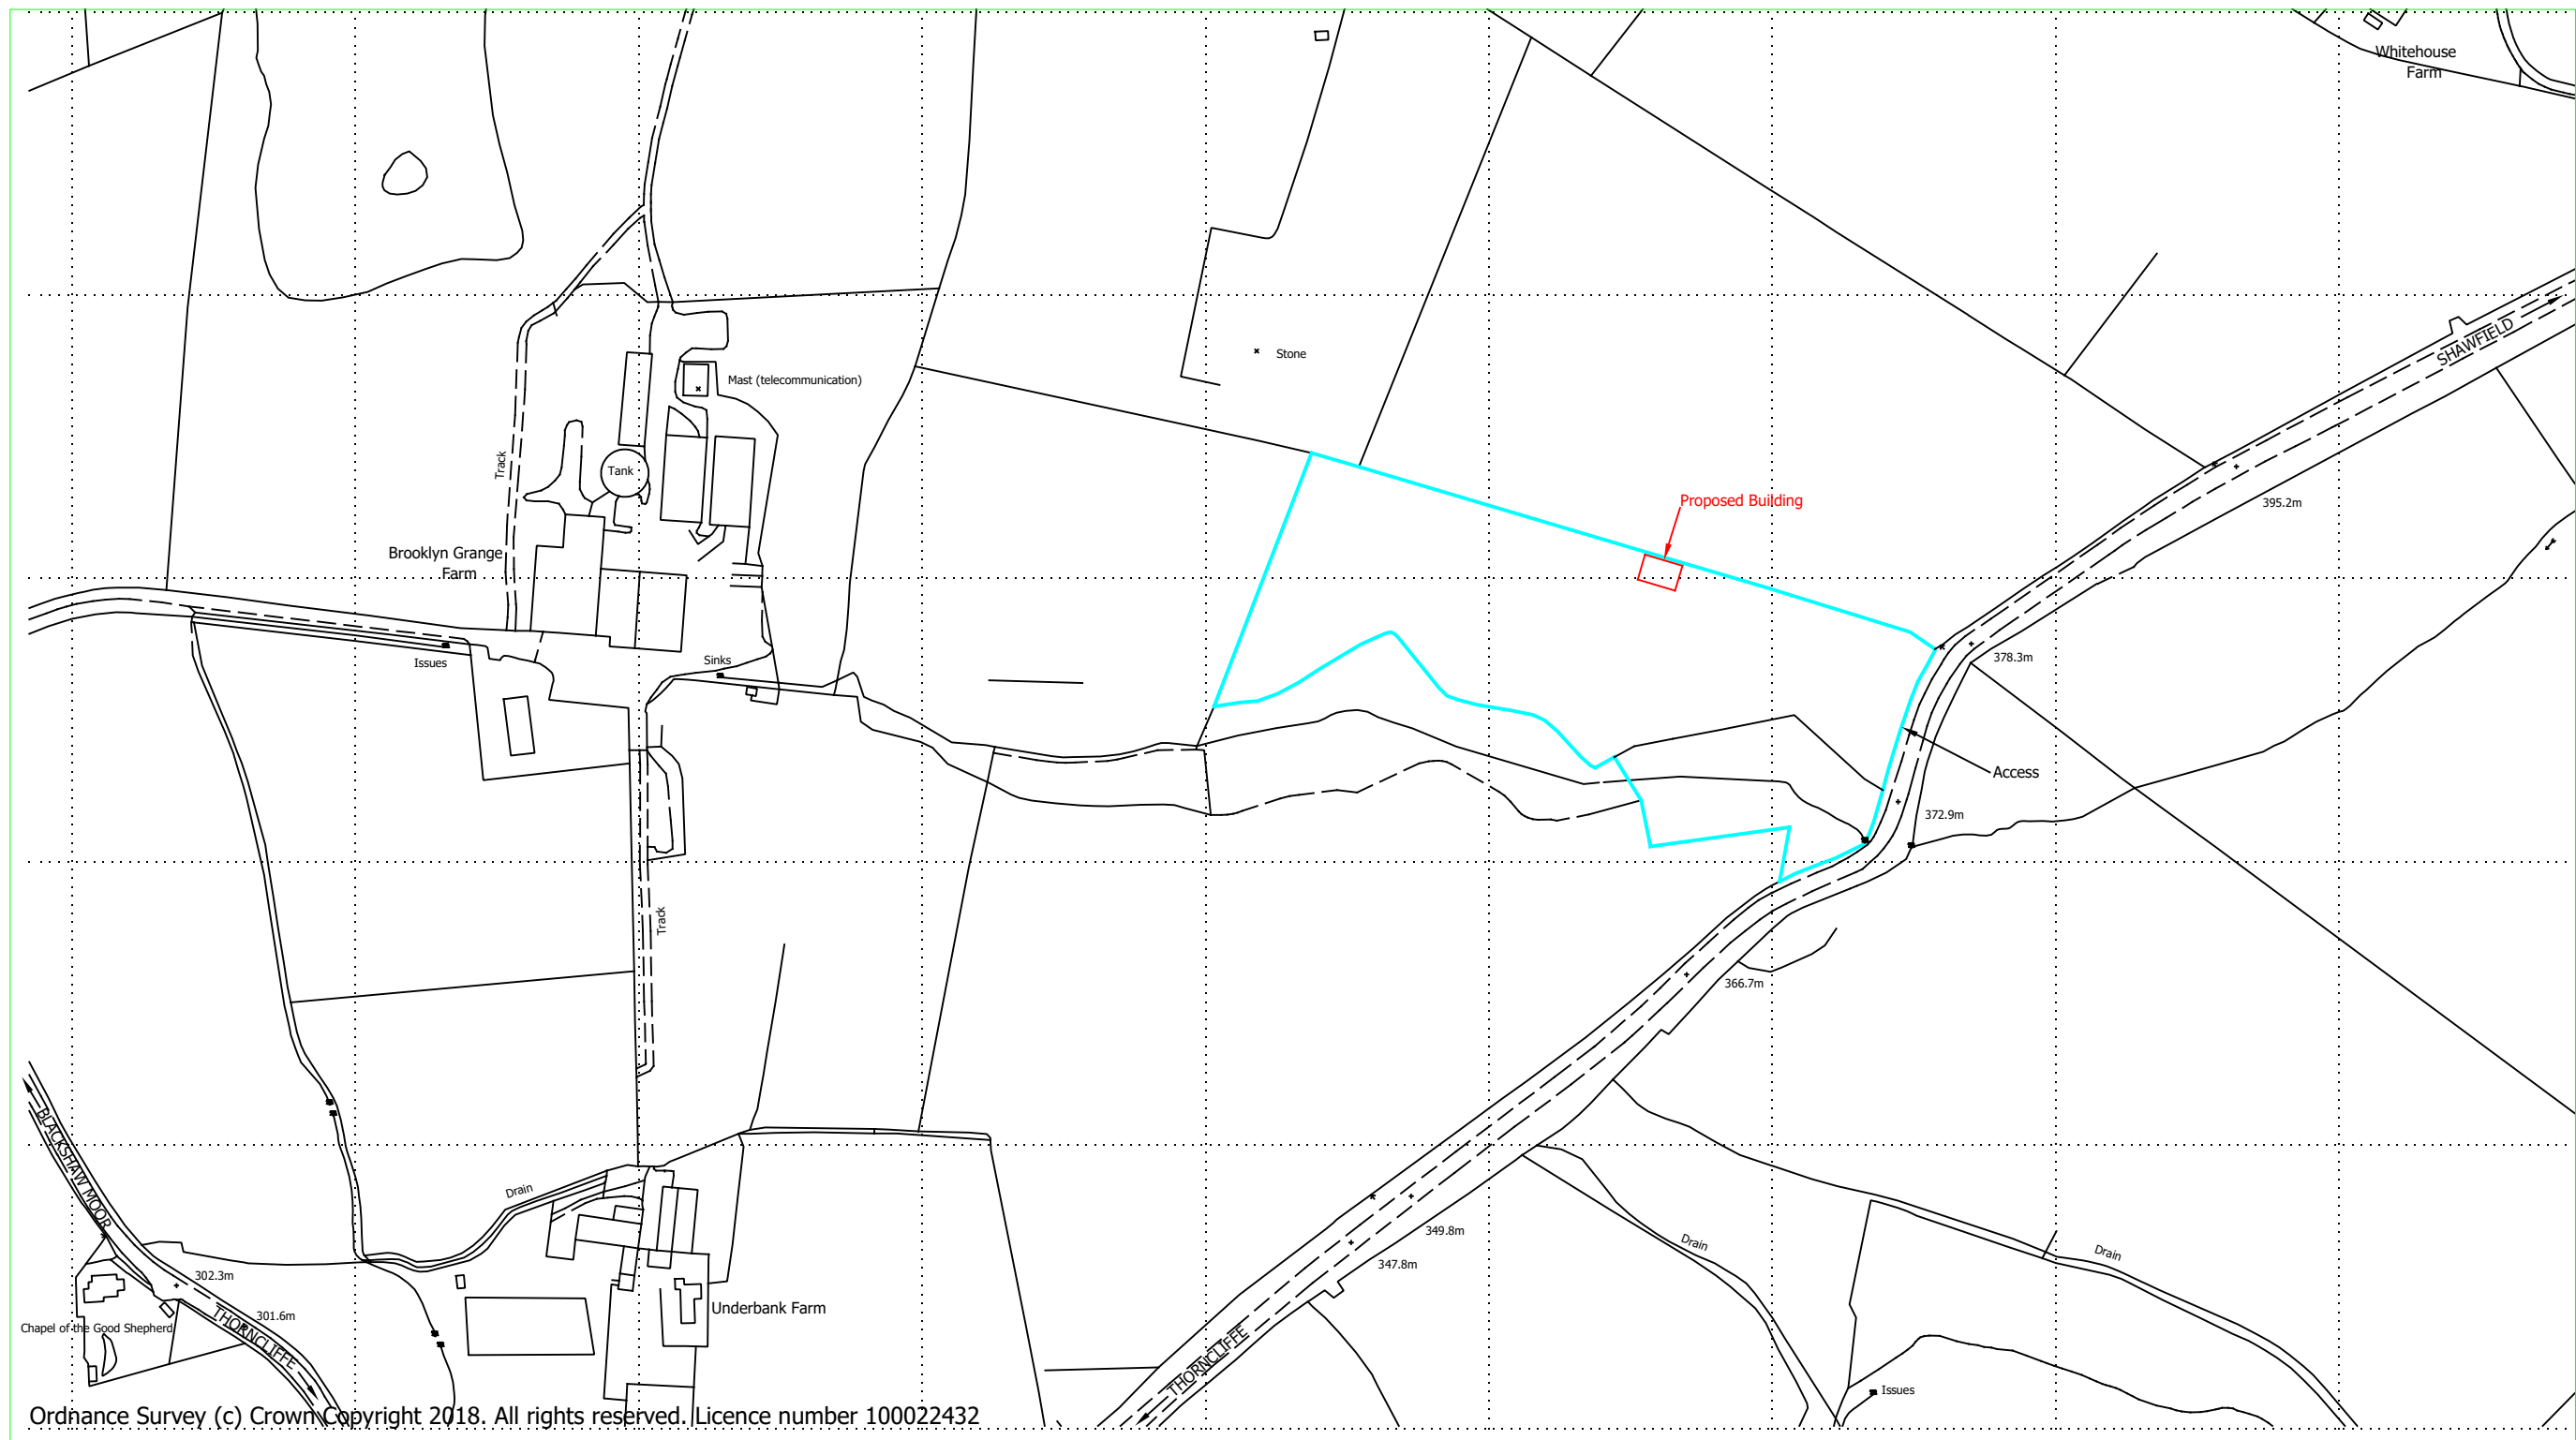 Whitehouse
Farm
SHAWFIELD
Stone
Mast (telecommunication)
Track
Tank
Proposed Building
395.2m
Brooklyn Grange
Farm
Issues
Sinks
378.3m
Access
372.9m
Track
366.7m
BLACKSHAW MOOR
Drain
349.8m
347.8m
Drain
Drain
302.3m
301.6m
Underbank Farm
Chapel of the Good Shepherd
THORNCLIFFE
THORNCLIFFE
Issues
Ordnance Survey (c) Crown Copyright 2018. All rights reserved. Licence number 100022432